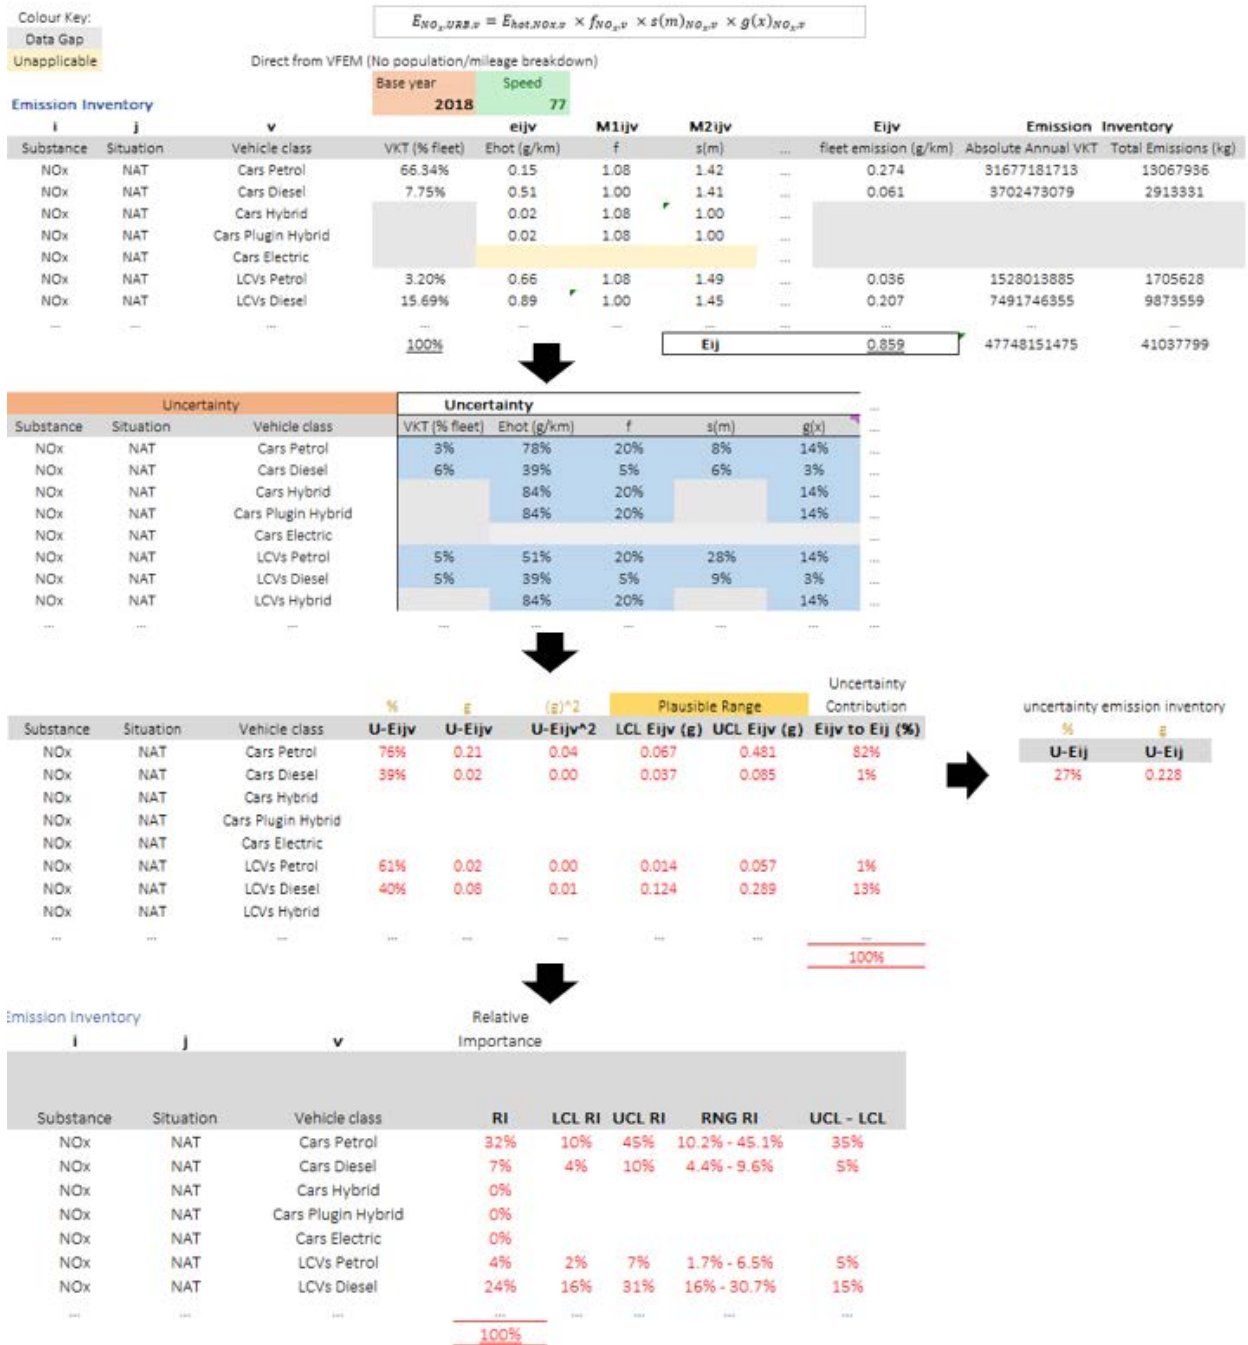 Colour Key:
Data Gap
Unapplicable
E_{NO_x,URB,v} = E_{hot,NOx,v} × f_{NO_x,v} × s(m)_{NO_x,v} × g(x)_{NO_x,v}
Direct from VFEM (No population/mileage breakdown)
Base year Speed
Emission Inventory 2018 77
i j v eijv M1ijv M2ijv Eijv Emission Inventory
Substance Situation Vehicle class VKT (% fleet) Ehot (g/km) f s(m) ... fleet emission (g/km) Absolute Annual VKT Total Emissions (kg)
NOx NAT Cars Petrol 66.34% 0.15 1.08 1.42 ... 0.274 31677181713 13067936
NOx NAT Cars Diesel 7.75% 0.51 1.00 1.41 ... 0.061 3702473079 2913331
NOx NAT Cars Hybrid 0.02 1.08 1.00 ...
NOx NAT Cars Plugin Hybrid 0.02 1.08 1.00 ...
NOx NAT Cars Electric ...
NOx NAT LCVs Petrol 3.20% 0.66 1.08 1.49 ... 0.036 1528013885 1705628
NOx NAT LCVs Diesel 15.69% 0.89 1.00 1.45 ... 0.207 7491746355 9873559
... ... ... ... ... ... ... ... ... ... ...
100% Eij 0.859 47748151475 41037799
Uncertainty Uncertainty ...
Substance Situation Vehicle class VKT (% fleet) Ehot (g/km) f s(m) g(x) ...
NOx NAT Cars Petrol 3% 78% 20% 8% 14% ...
NOx NAT Cars Diesel 6% 39% 5% 6% 3% ...
NOx NAT Cars Hybrid 84% 20% 14% ...
NOx NAT Cars Plugin Hybrid 84% 20% 14% ...
NOx NAT Cars Electric ...
NOx NAT LCVs Petrol 5% 51% 20% 28% 14% ...
NOx NAT LCVs Diesel 5% 39% 5% 9% 3% ...
NOx NAT LCVs Hybrid 84% 20% 14% ...
... ... ... ... ... ... ... ... ...
Uncertainty
% g (g)^2 Plausible Range Contribution uncertainty emission inventory
% g
Substance Situation Vehicle class U-Eijv U-Eijv U-Eijv^2 LCL Eijv (g) UCL Eijv (g) Eijv to Eij (%) U-Eij U-Eij
NOx NAT Cars Petrol 76% 0.21 0.04 0.067 0.481 82% 27% 0.228
NOx NAT Cars Diesel 39% 0.02 0.00 0.037 0.085 1%
NOx NAT Cars Hybrid
NOx NAT Cars Plugin Hybrid
NOx NAT Cars Electric
NOx NAT LCVs Petrol 61% 0.02 0.00 0.014 0.057 1%
NOx NAT LCVs Diesel 40% 0.08 0.01 0.124 0.289 13%
NOx NAT LCVs Hybrid
... ... ... ... ... ... ... ... ...
100%
Emission Inventory Relative
i j v Importance
Substance Situation Vehicle class RI LCL RI UCL RI RNG RI UCL - LCL
NOx NAT Cars Petrol 32% 10% 45% 10.2% - 45.1% 35%
NOx NAT Cars Diesel 7% 4% 10% 4.4% - 9.6% 5%
NOx NAT Cars Hybrid 0%
NOx NAT Cars Plugin Hybrid 0%
NOx NAT Cars Electric 0%
NOx NAT LCVs Petrol 4% 2% 7% 1.7% - 6.5% 5%
NOx NAT LCVs Diesel 24% 16% 31% 16% - 30.7% 15%
... ... ... ... ... ... ... ...
100%